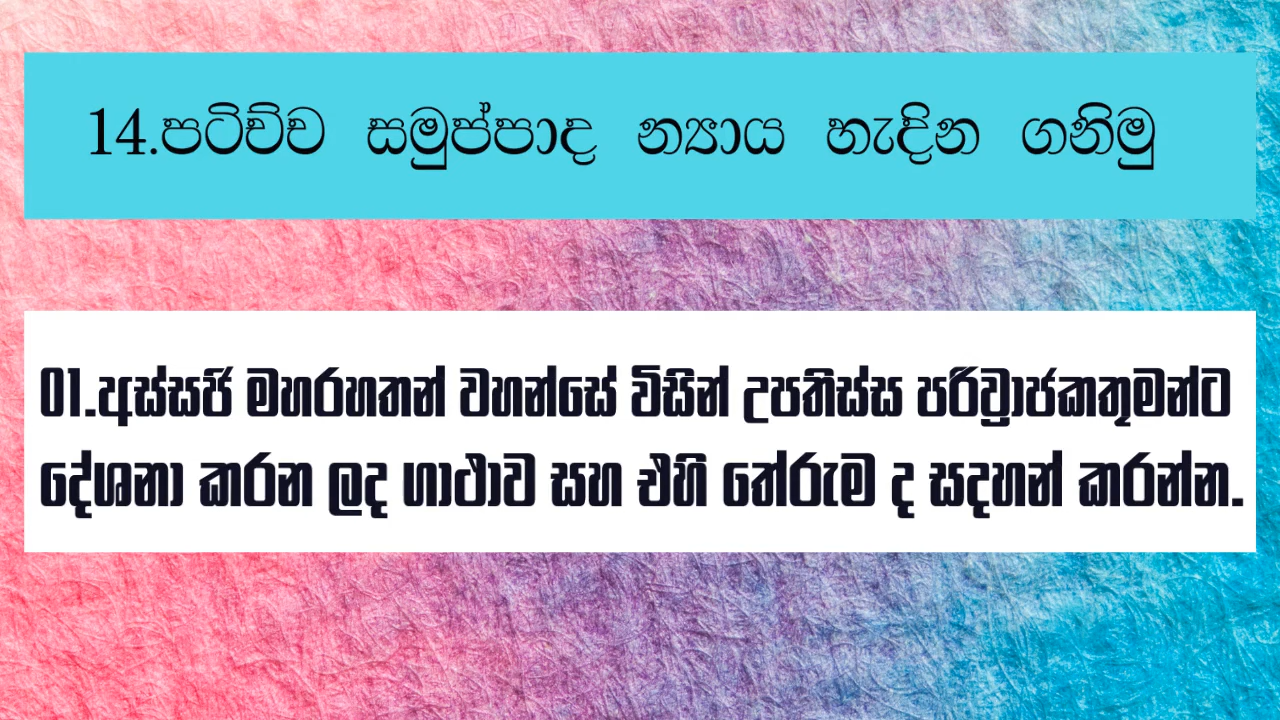 14.පටිච්ච සමුප්පාද න්‍යාය හැදින ගනිමු
01.අස්සජි මහරහතන් වහන්සේ විසින් උපතිස්ස පරිව්‍රාජකතුමන්ට
දේශනා කරන ලද ගාථාව සහ එහි තේරුම ද සදහන් කරන්න.